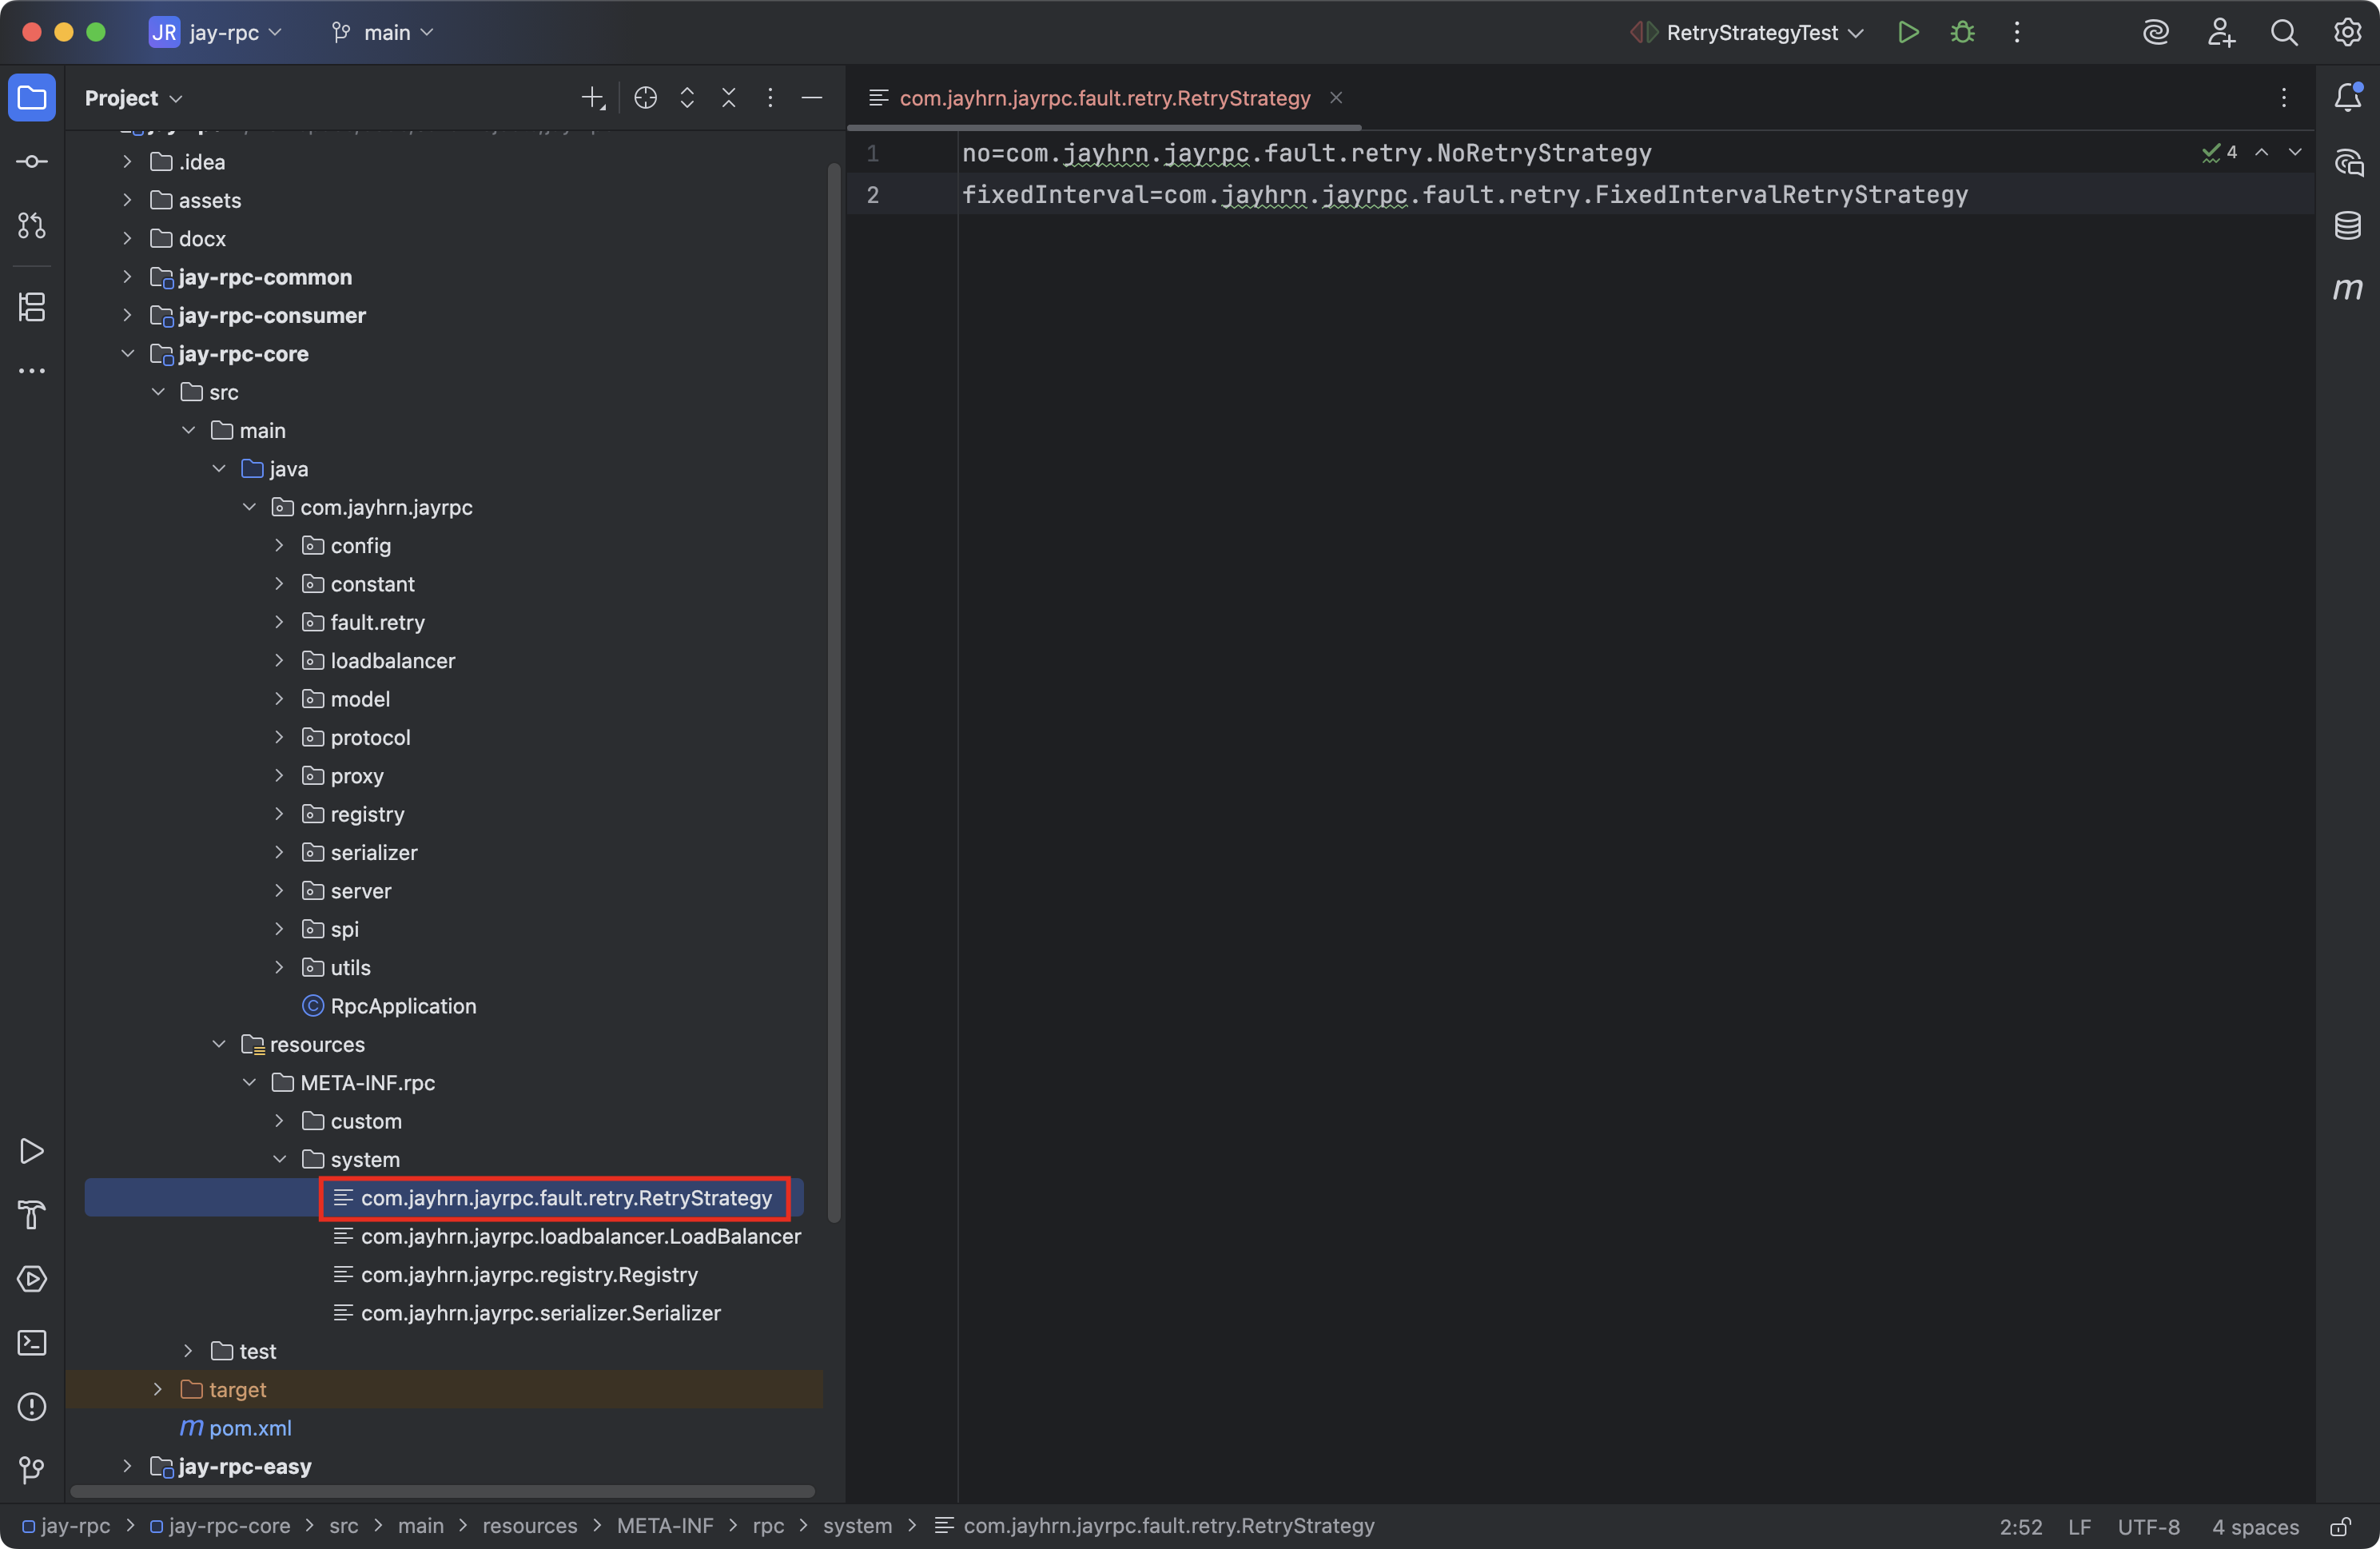 JR jay-rpc main RetryStrategyTest
Project
.idea
assets
docx
jay-rpc-common
jay-rpc-consumer
jay-rpc-core
src
main
java
com.jayhrn.jayrpc
config
constant
fault.retry
loadbalancer
model
protocol
proxy
registry
serializer
server
spi
utils
RpcApplication
resources
META-INF.rpc
custom
system
com.jayhrn.jayrpc.fault.retry.RetryStrategy
com.jayhrn.jayrpc.loadbalancer.LoadBalancer
com.jayhrn.jayrpc.registry.Registry
com.jayhrn.jayrpc.serializer.Serializer
test
target
m pom.xml
jay-rpc-easy
com.jayhrn.jayrpc.fault.retry.RetryStrategy
1 no=com.jayhrn.jayrpc.fault.retry.NoRetryStrategy
4
2 fixedInterval=com.jayhrn.jayrpc.fault.retry.FixedIntervalRetryStrategy
m
jay-rpc > jay-rpc-core > src > main > resources > META-INF > rpc > system > com.jayhrn.jayrpc.fault.retry.RetryStrategy
2:52 LF UTF-8 4 spaces